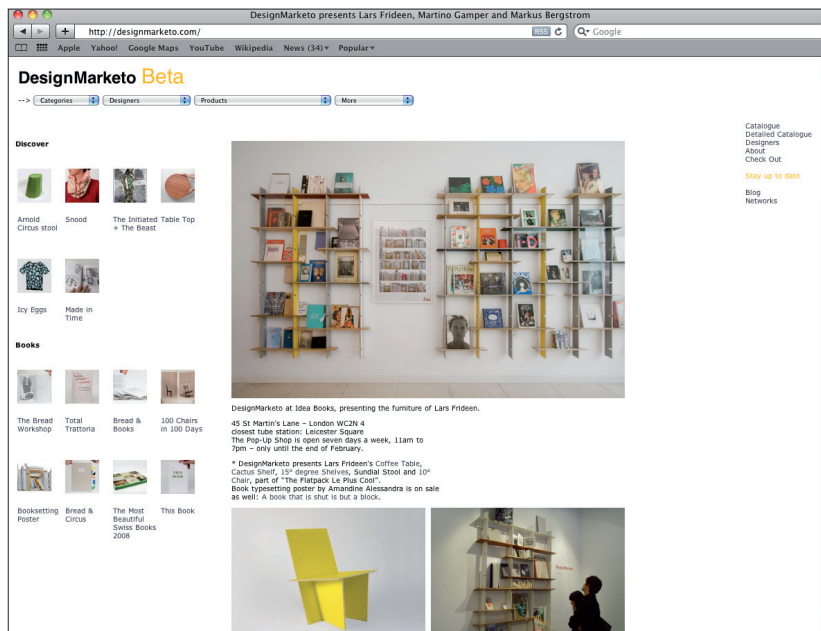 DesignMarketo presents Lars Frideen, Martino Gamper and Markus Bergstrom
http://designmarketo.com/
RSS
Google
Apple Yahoo! Google Maps YouTube Wikipedia News (34) Popular
DesignMarketo Beta
--> Categories Designers Products More
Catalogue
Detailed Catalogue
Designers
About
Check Out
Stay up to date
Blog
Networks
Discover
Arnold
Circus stool
Snood
The Initiated
+ The Beast
Table Top
Icy Eggs
Made in
Time
Books
The Bread
Workshop
Total
Trattoria
Bread &
Books
100 Chairs
in 100 Days
Booksetting
Poster
Bread &
Circus
The Most
Beautiful
Swiss Books
2008
This Book
DesignMarketo at Idea Books, presenting the furniture of Lars Frideen.
45 St Martin's Lane – London WC2N 4
closest tube station: Leicester Square
The Pop-Up Shop is open seven days a week, 11am to
7pm – only until the end of February.
* DesignMarketo presents Lars Frideen's Coffee Table,
Cactus Shelf, 15° degree Shelves, Sundial Stool and 10°
Chair, part of "The Flatpack Le Plus Cool".
Book typesetting poster by Amandine Alessandra is on sale
as well: A book that is shut is but a block.